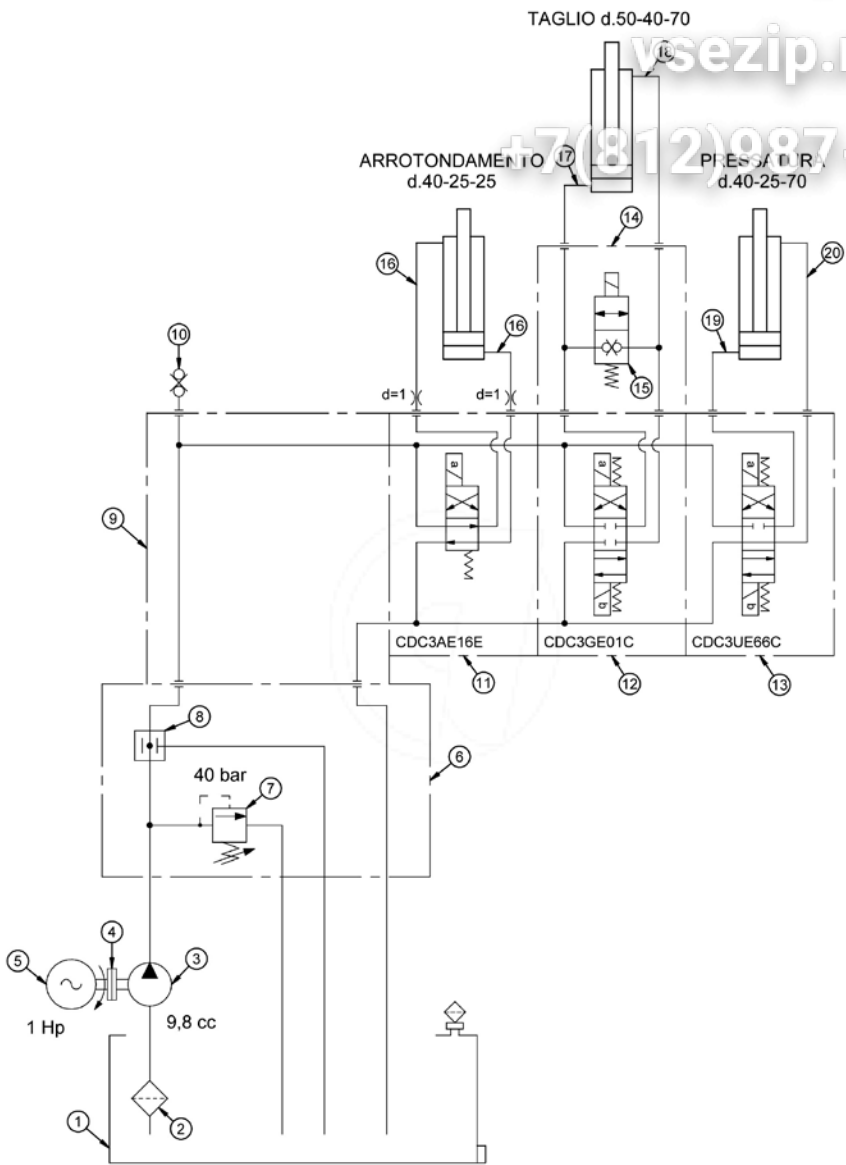 TAGLIO d.50-40-70
vsezip.r
18
+7(812)987-
ARROTONDAMENTO
d.40-25-25
17
PRESSATURA
d.40-25-70
14
16
20
10
16
19
15
d=1
d=1
a
a
a
9
b
b
CDC3AE16E
CDC3GE01C
CDC3UE66C
11
12
13
8
6
40 bar
7
4
5
3
1 Hp
9,8 cc
1
2